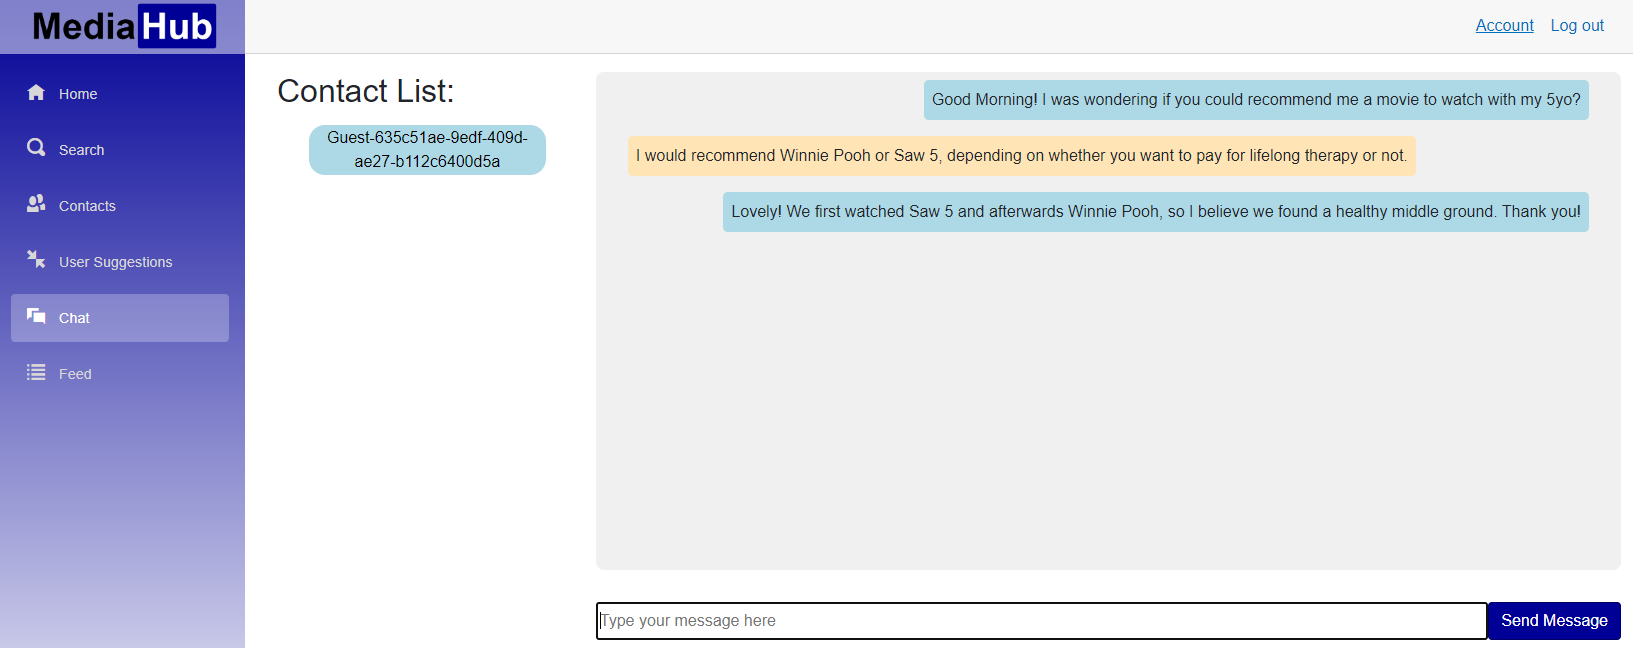 MediaHub
Account
Log out
Home
Search
Contacts
User Suggestions
Chat
Feed
Contact List:
Guest-635c51ae-9edf-409d-
ae27-b112c6400d5a
Good Morning! I was wondering if you could recommend me a movie to watch with my 5yo?
I would recommend Winnie Pooh or Saw 5, depending on whether you want to pay for lifelong therapy or not.
Lovely! We first watched Saw 5 and afterwards Winnie Pooh, so I believe we found a healthy middle ground. Thank you!
Type your message here
Send Message